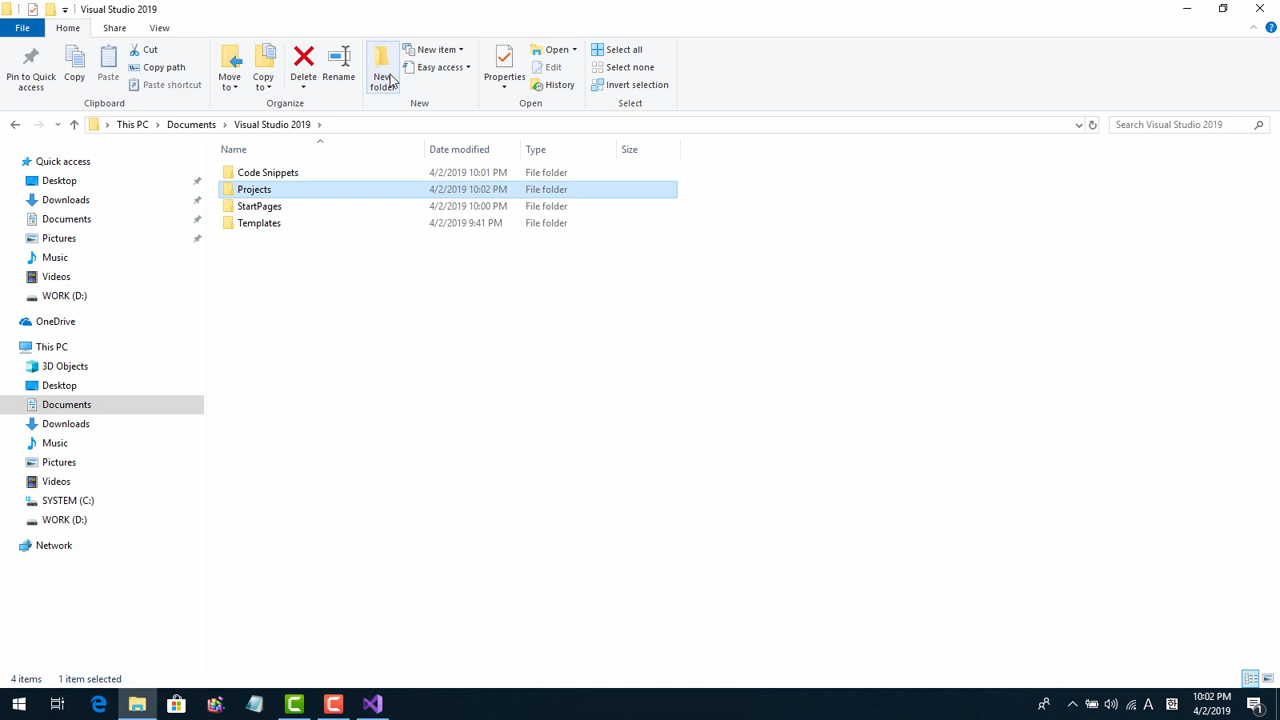 Visual Studio 2019
File Home Share View
Pin to Quick access
Copy
Paste
Cut
Copy path
Paste shortcut
Clipboard
Move to
Copy to
Delete
Rename
Organize
New folder
New item
Easy access
New
Properties
Open
Edit
History
Open
Select all
Select none
Invert selection
Select
This PC > Documents > Visual Studio 2019 >
Search Visual Studio 2019
Quick access
Desktop
Downloads
Documents
Pictures
Music
Videos
WORK (D:)
OneDrive
This PC
3D Objects
Desktop
Documents
Downloads
Music
Pictures
Videos
SYSTEM (C:)
WORK (D:)
Network
Name Date modified Type Size
Code Snippets 4/2/2019 10:01 PM File folder
Projects 4/2/2019 10:02 PM File folder
StartPages 4/2/2019 10:00 PM File folder
Templates 4/2/2019 9:41 PM File folder
4 items 1 item selected
A
10:02 PM
4/2/2019